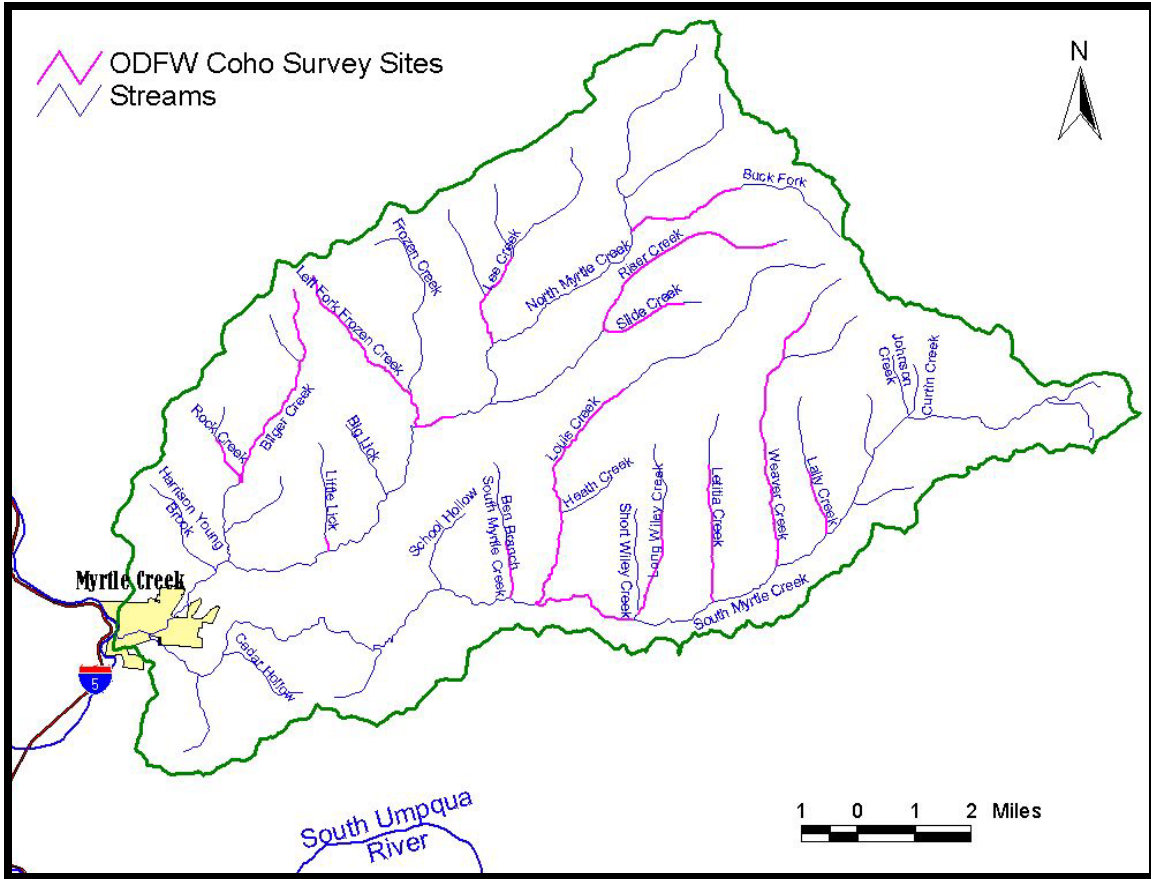 ODFW Coho Survey Sites
Streams
N
Buck Fork
Frozen Creek
Lee Creek
North Myrtle Creek
Riser Creek
Left Fork Frozen Creek
Slide Creek
Johnson
Creek
Curtin Creek
Rock Creek
Bilger Creek
Big Lick
Louis Creek
Harrison Young
Brook
Little Lick
School Hollow
South Myrtle Creek
Ben Branch
Heath Creek
Short Wiley Creek
Long Wiley Creek
Letitia Creek
Weaver Creek
Lally Creek
Myrtle Creek
South Myrtle Creek
Cadar Hollow
5
South Umpqua
River
1 0 1 2 Miles